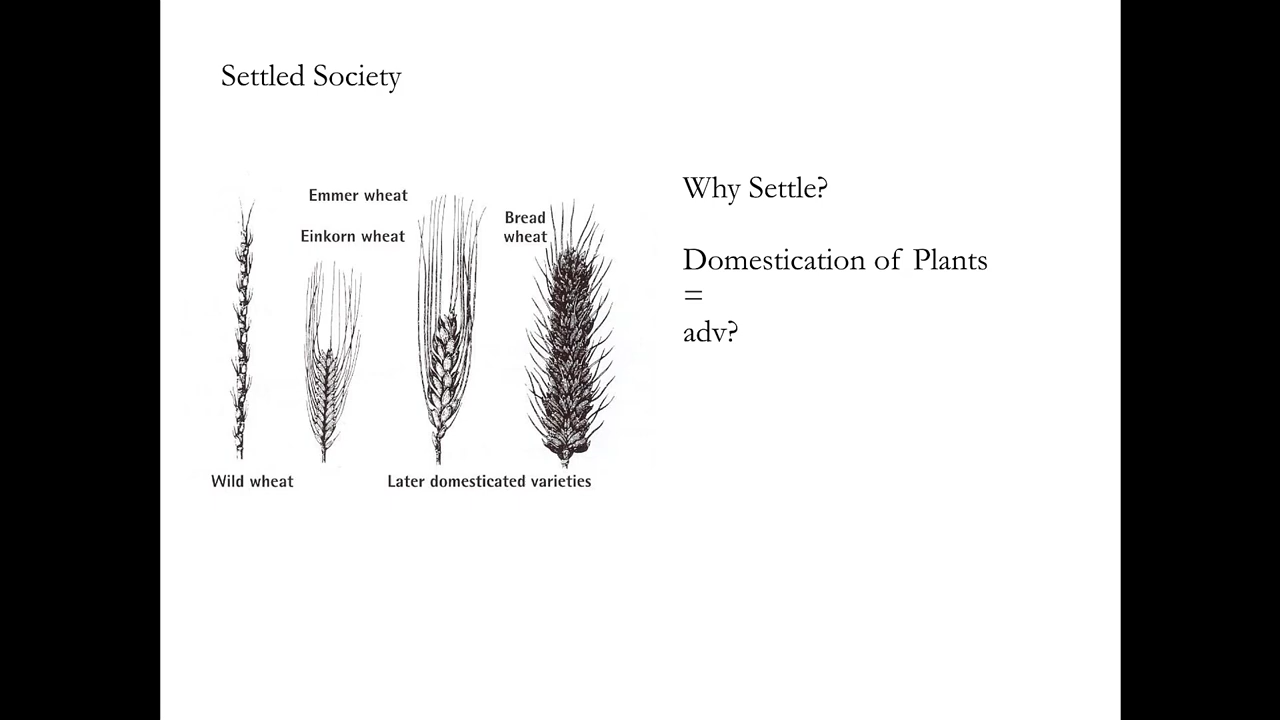 Settled Society
Emmer wheat
Einkorn wheat
Bread
wheat
Wild wheat
Later domesticated varieties
Why Settle?
Domestication of Plants
=
adv?